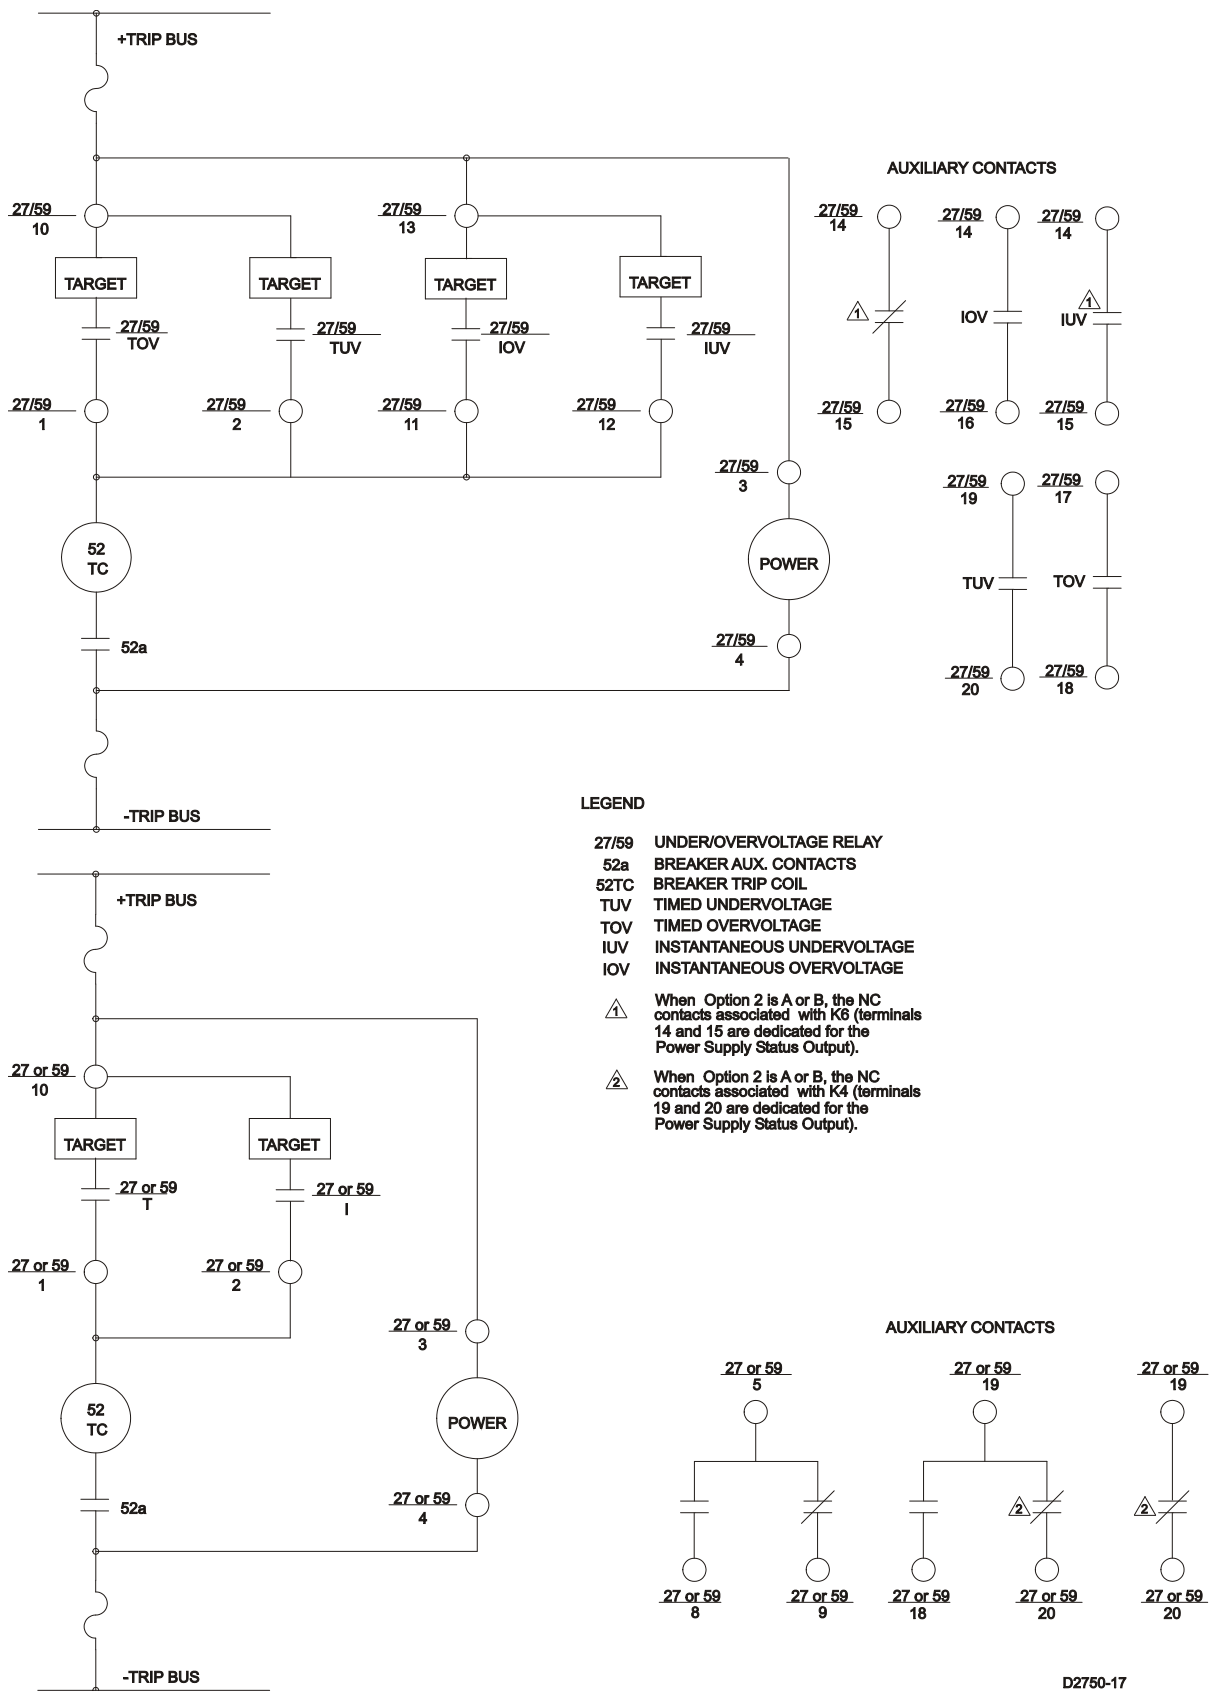 +TRIP BUS
27/59
10
27/59
13
TARGET
TARGET
TARGET
TARGET
27/59
TOV
27/59
TUV
27/59
IOV
27/59
IUV
27/59
1
27/59
2
27/59
11
27/59
12
27/59
3
52
TC
POWER
52a
27/59
4
-TRIP BUS
AUXILIARY CONTACTS
27/59
14
27/59
14
27/59
14
1
IOV
1
IUV
27/59
15
27/59
16
27/59
15
27/59
19
27/59
17
TUV
TOV
27/59
20
27/59
18
LEGEND
27/59 UNDER/OVERVOLTAGE RELAY
52a BREAKER AUX. CONTACTS
52TC BREAKER TRIP COIL
TUV TIMED UNDERVOLTAGE
TOV TIMED OVERVOLTAGE
IUV INSTANTANEOUS UNDERVOLTAGE
IOV INSTANTANEOUS OVERVOLTAGE
1 When Option 2 is A or B, the NC
contacts associated with K6 (terminals
14 and 15 are dedicated for the
Power Supply Status Output).
2 When Option 2 is A or B, the NC
contacts associated with K4 (terminals
19 and 20 are dedicated for the
Power Supply Status Output).
+TRIP BUS
27 or 59
10
TARGET
TARGET
27 or 59
T
27 or 59
I
27 or 59
1
27 or 59
2
27 or 59
3
52
TC
POWER
52a
27 or 59
4
-TRIP BUS
AUXILIARY CONTACTS
27 or 59
5
27 or 59
19
27 or 59
19
2
2
27 or 59
8
27 or 59
9
27 or 59
18
27 or 59
20
27 or 59
20
D2750-17